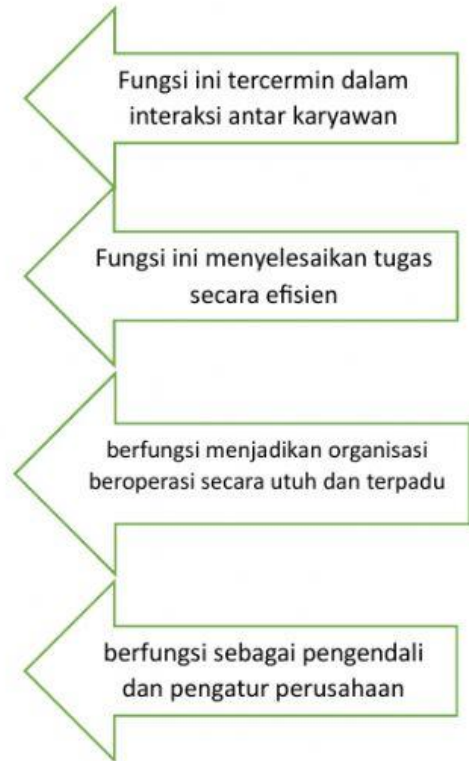 Fungsi ini tercermin dalam
interaksi antar karyawan
Fungsi ini menyelesaikan tugas
secara efisien
berfungsi menjadikan organisasi
beroperasi secara utuh dan terpadu
berfungsi sebagai pengendali
dan pengatur perusahaan